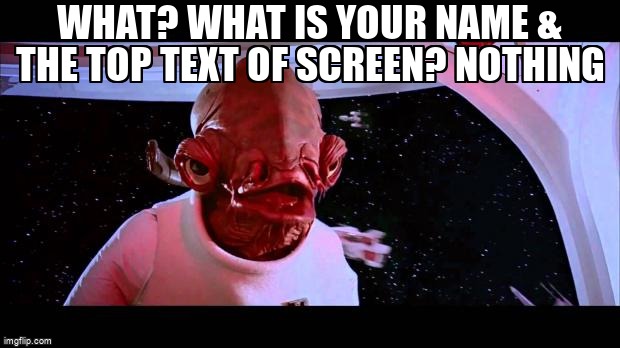 WHAT? WHAT IS YOUR NAME &
THE TOP TEXT OF SCREEN? NOTHING
imgflip.com